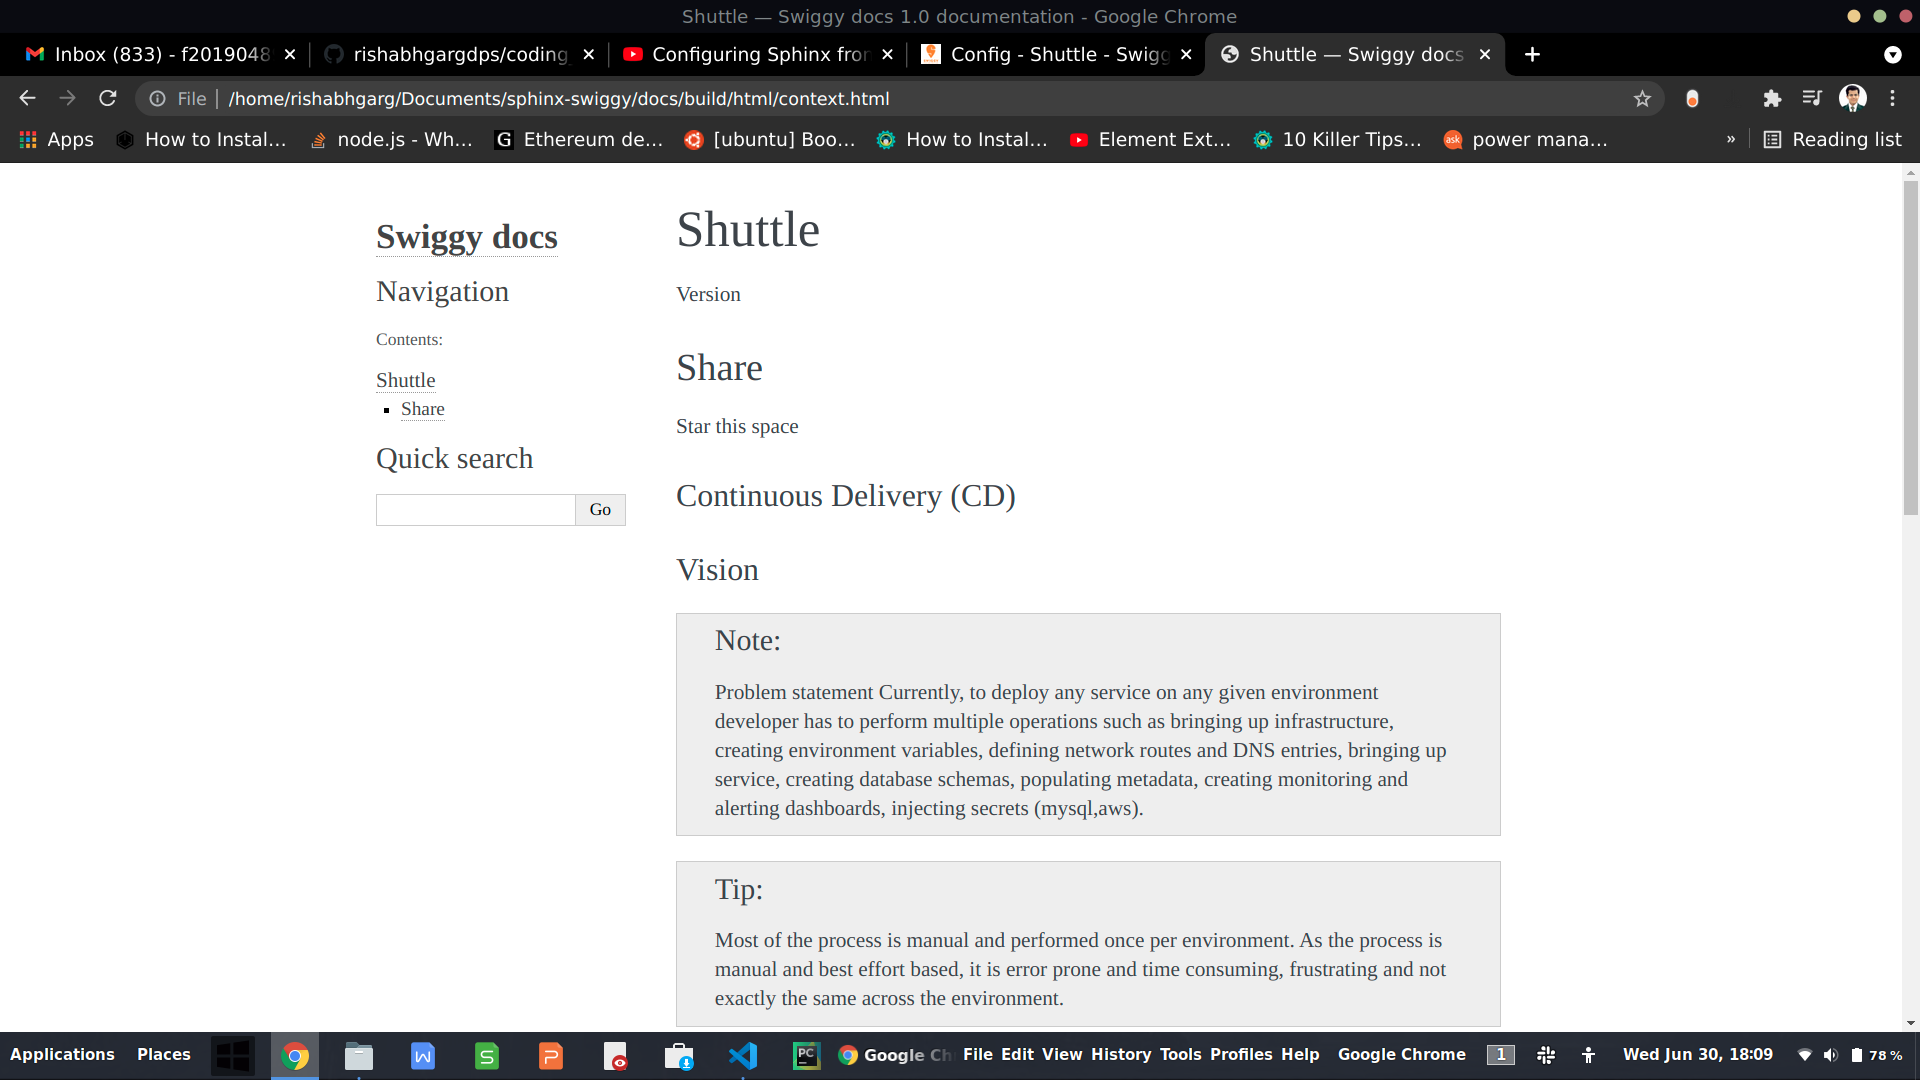 Shuttle — Swiggy docs 1.0 documentation - Google Chrome
Inbox (833) - f2019048
rishabhgargdps/coding_
Configuring Sphinx fron
Config - Shuttle - Swigg
Shuttle — Swiggy docs
File
/home/rishabhgarg/Documents/sphinx-swiggy/docs/build/html/context.html
Apps
How to Instal…
node.js - Wh…
Ethereum de…
[ubuntu] Boo…
How to Instal…
Element Ext…
10 Killer Tips…
ask
power mana…
»
Reading list
Swiggy docs
Navigation
Contents:
Shuttle
Share
Quick search
Go
Shuttle
Version
Share
Star this space
Continuous Delivery (CD)
Vision
Note:
Problem statement Currently, to deploy any service on any given environment
developer has to perform multiple operations such as bringing up infrastructure,
creating environment variables, defining network routes and DNS entries, bringing up
service, creating database schemas, populating metadata, creating monitoring and
alerting dashboards, injecting secrets (mysql,aws).
Tip:
Most of the process is manual and performed once per environment. As the process is
manual and best effort based, it is error prone and time consuming, frustrating and not
exactly the same across the environment.
Applications
Places
W
S
P
PC
Google Ch
File Edit View History Tools Profiles Help
Google Chrome
1
Wed Jun 30, 18:09
78 %